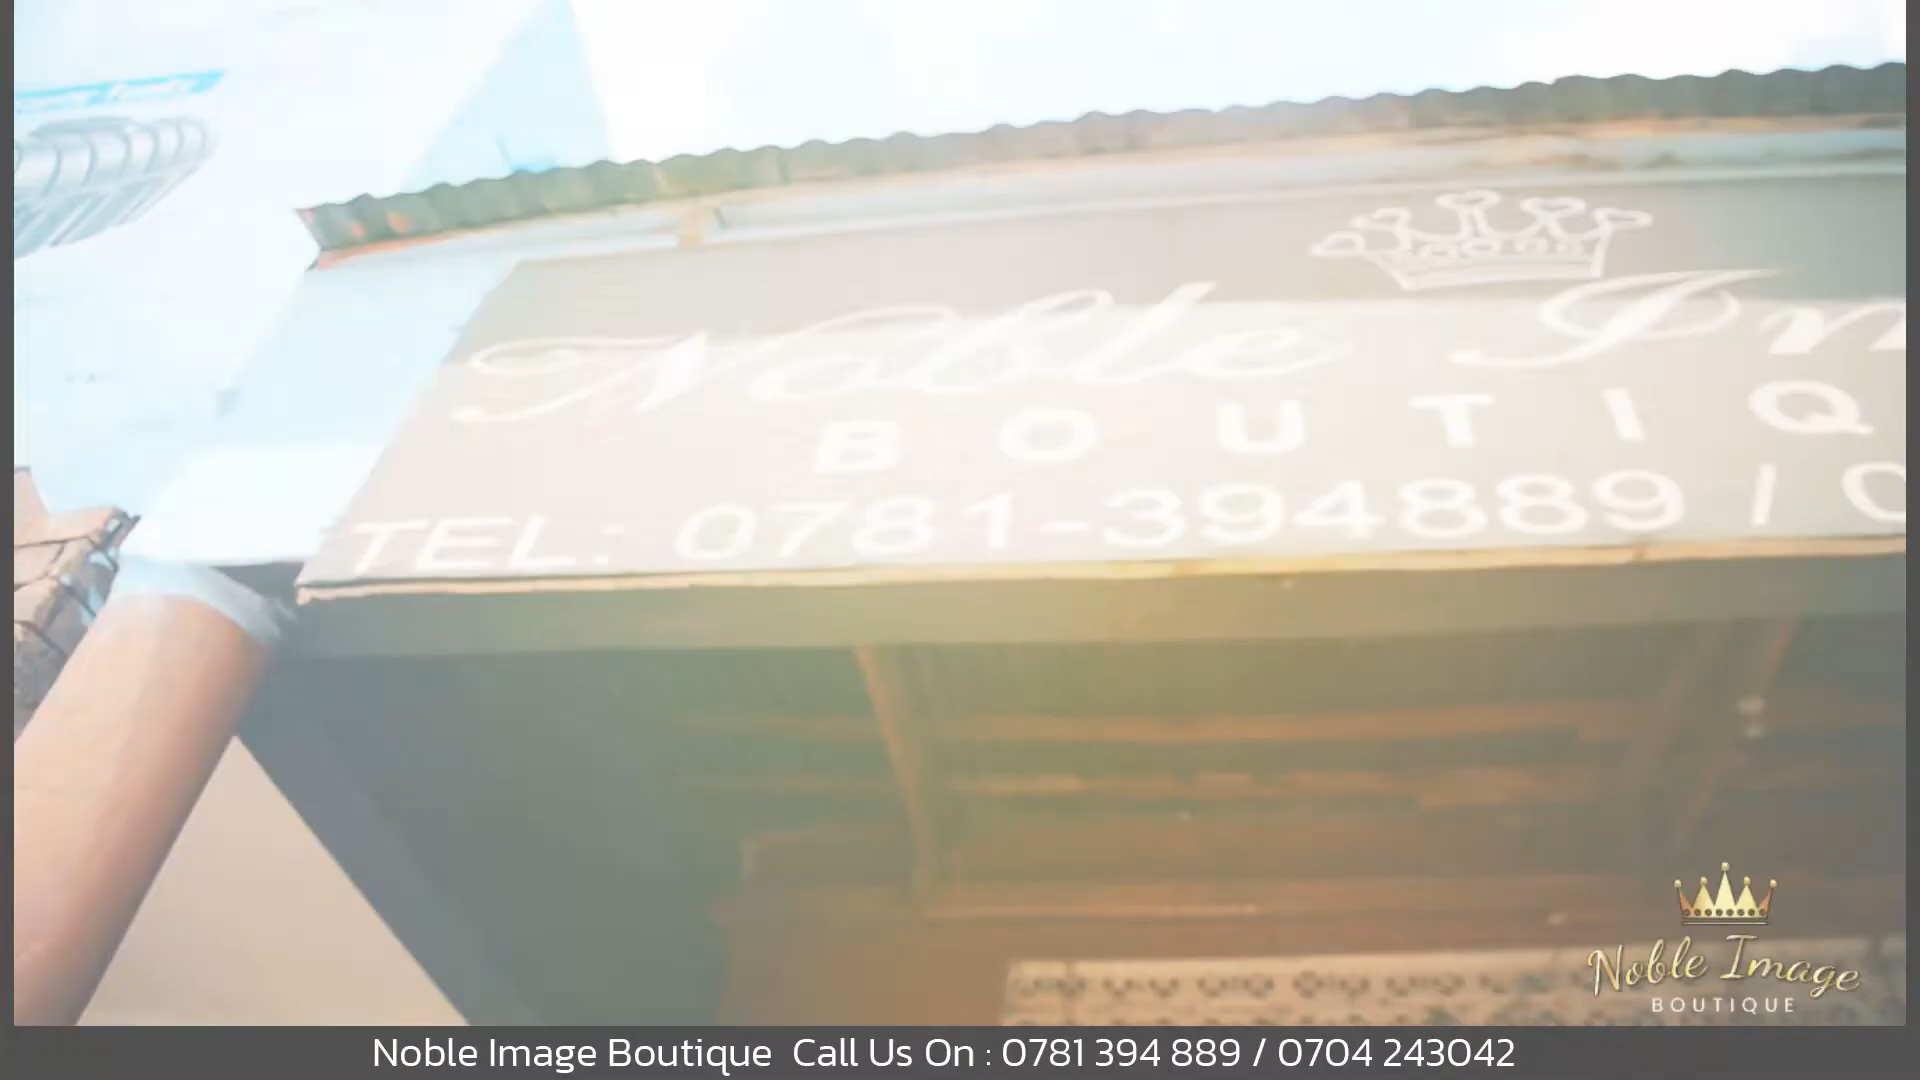 Noble Im
BOUTIQ
TEL: 0781-394889 / 0
Noble Image
BOUTIQUE
Noble Image Boutique Call Us On : 0781 394 889 / 0704 243042